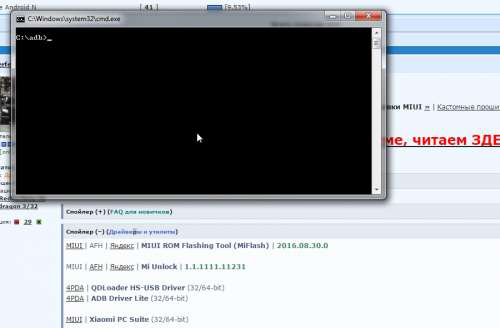 e Android N [ 41 ] [9.53%]
C:\Windows\system32\cmd.exe
C:\adb>_
шки MIUI = | Кастомные проши
ме, читаем ЗДЕ
dragon 3/32
29
Спойлер (+) (FAQ для новичков)
Спойлер (−) (Драйверы и утилиты)
MIUI | AFH | Яндекс | MIUI ROM Flashing Tool (MiFlash) | 2016.08.30.0
MIUI | AFH | Яндекс | Mi Unlock | 1.1.1111.11231
4PDA | QDLoader HS-USB Driver (32/64-bit)
4PDA | ADB Driver Lite (32/64-bit)
MIUI | Xiaomi PC Suite (32/64-bit)